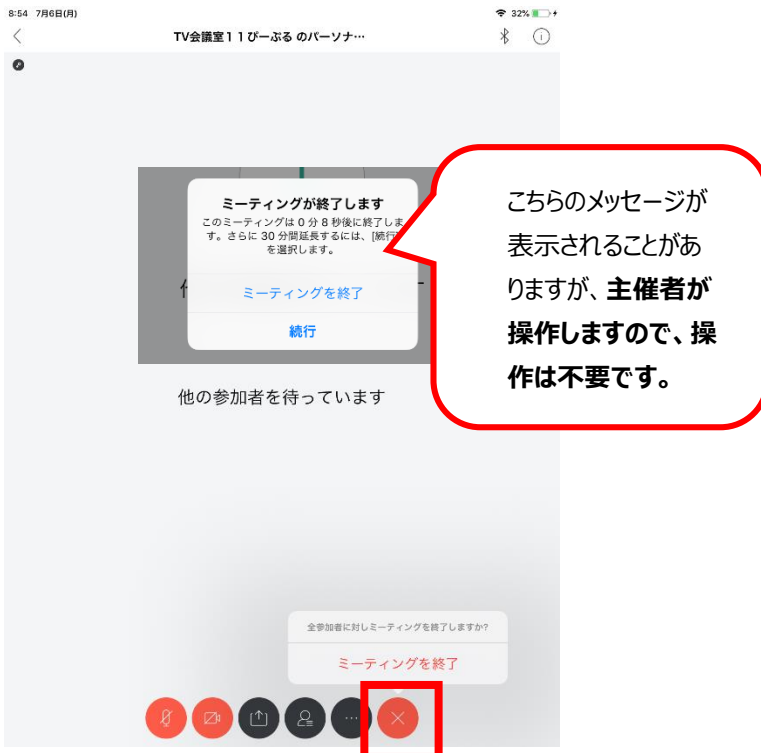 8:54 7月6日(月)
32%
TV会議室11ぴーぷる のパーソナ…
ミーティングが終了します
このミーティングは 0 分 8 秒後に終了しま
す。さらに 30 分間延長するには、[続行]
を選択します。
ミーティングを終了
続行
他の参加者を待っています
こちらのメッセージが
表示されることがあ
りますが、主催者が
操作しますので、操
作は不要です。
全参加者に対しミーティングを終了しますか?
ミーティングを終了